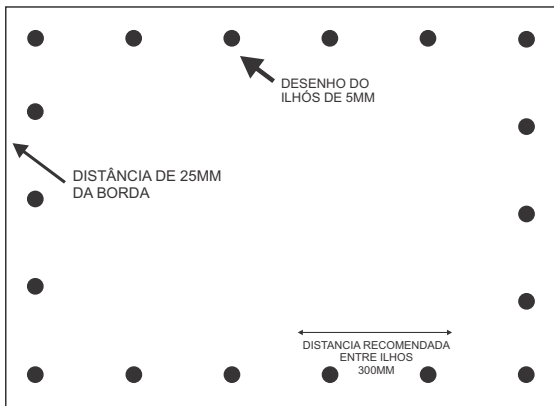 DESENHO DO
ILHÓS DE 5MM
DISTÂNCIA DE 25MM
DA BORDA
DISTANCIA RECOMENDADA
ENTRE ILHOS
300MM